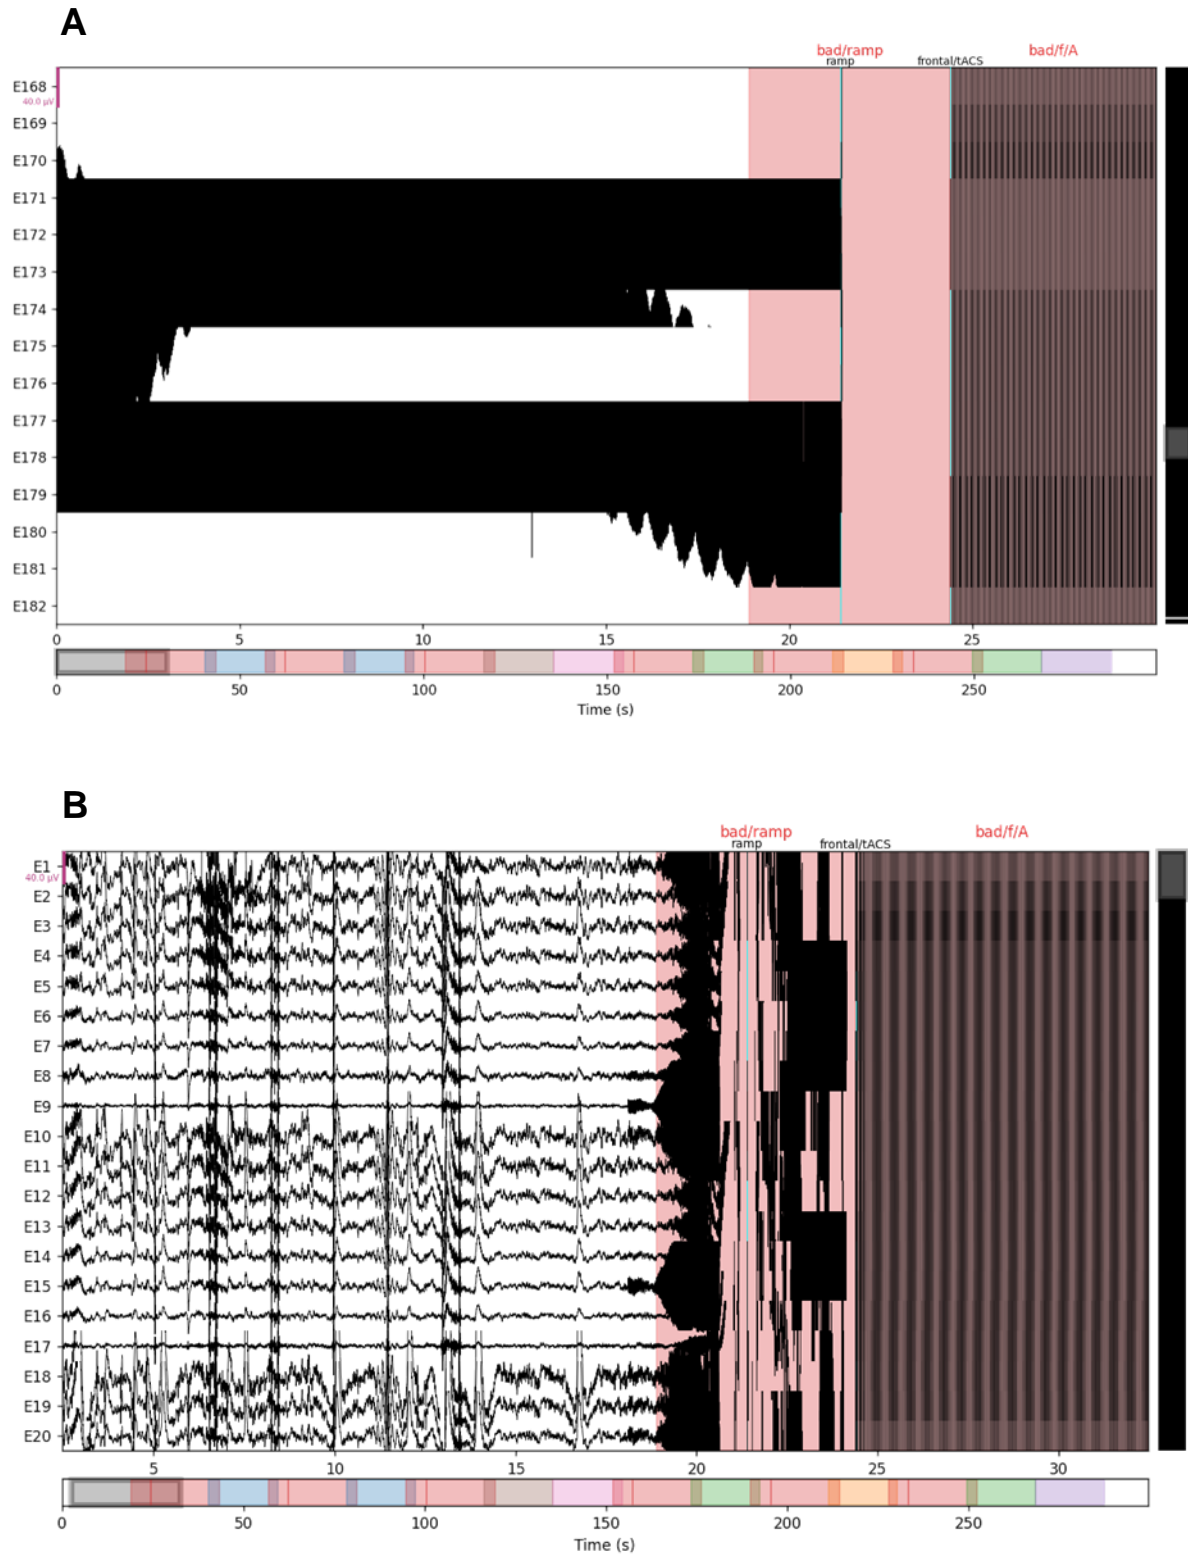 A
bad/ramp bad/f/A
ramp frontal/tACS
E168
40.0 µV
E169
E170
E171
E172
E173
E174
E175
E176
E177
E178
E179
E180
E181
E182
0 5 10 15 20 25
0 50 100 150 200 250
Time (s)
B
bad/ramp bad/f/A
ramp frontal/tACS
E1
40.0 µV
E2
E3
E4
E5
E6
E7
E8
E9
E10
E11
E12
E13
E14
E15
E16
E17
E18
E19
E20
5 10 15 20 25 30
0 50 100 150 200 250
Time (s)